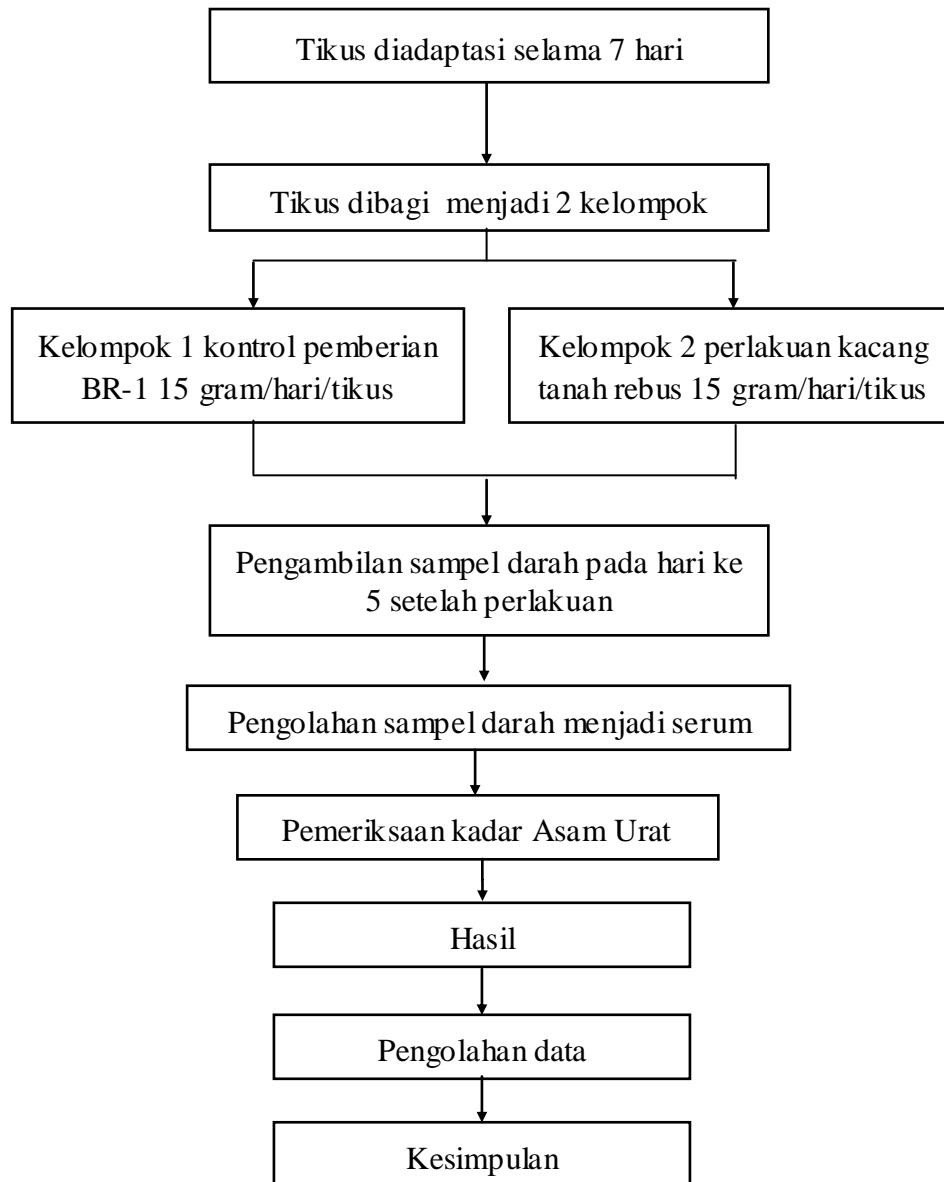 Tikus diadaptasi selama 7 hari
Tikus dibagi menjadi 2 kelompok
Kelompok 1 kontrol pemberian
BR-1 15 gram/hari/tikus
Kelompok 2 perlakuan kacang
tanah rebus 15 gram/hari/tikus
Pengambilan sampel darah pada hari ke
5 setelah perlakuan
Pengolahan sampel darah menjadi serum
Pemeriksaan kadar Asam Urat
Hasil
Pengolahan data
Kesimpulan